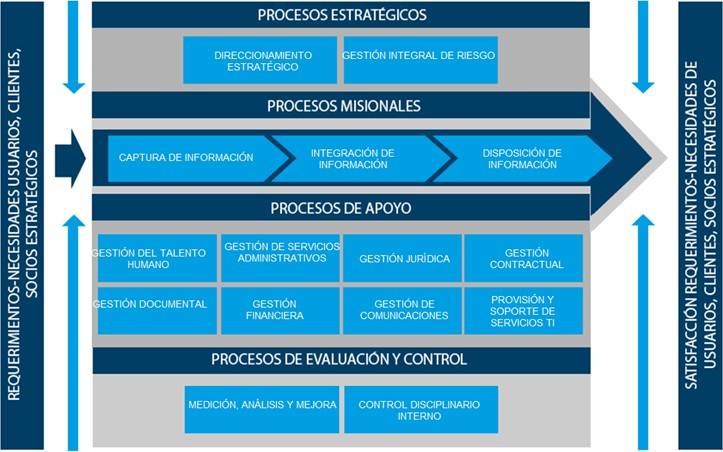 REQUERIMIENTOS-NECESIDADES USUARIOS, CLIENTES,
SOCIOS ESTRATÉGICOS
PROCESOS ESTRATÉGICOS
DIRECCIONAMIENTO
ESTRATÉGICO
GESTIÓN INTEGRAL DE RIESGO
PROCESOS MISIONALES
CAPTURA DE INFORMACIÓN
INTEGRACIÓN DE
INFORMACIÓN
DISPOSICIÓN DE
INFORMACIÓN
PROCESOS DE APOYO
GESTIÓN DEL TALENTO
HUMANO
GESTIÓN DE SERVICIOS
ADMINISTRATIVOS
GESTIÓN JURÍDICA
GESTIÓN
CONTRACTUAL
GESTIÓN DOCUMENTAL
GESTIÓN
FINANCIERA
GESTIÓN DE
COMUNICACIONES
PROVISIÓN Y
SOPORTE DE
SERVICIOS TI
PROCESOS DE EVALUACIÓN Y CONTROL
MEDICIÓN, ANÁLISIS Y MEJORA
CONTROL DISCIPLINARIO
INTERNO
SATISFACCIÓN REQUERIMIENTOS-NECESIDADES DE
USUARIOS, CLIENTES, SOCIOS ESTRATÉGICOS